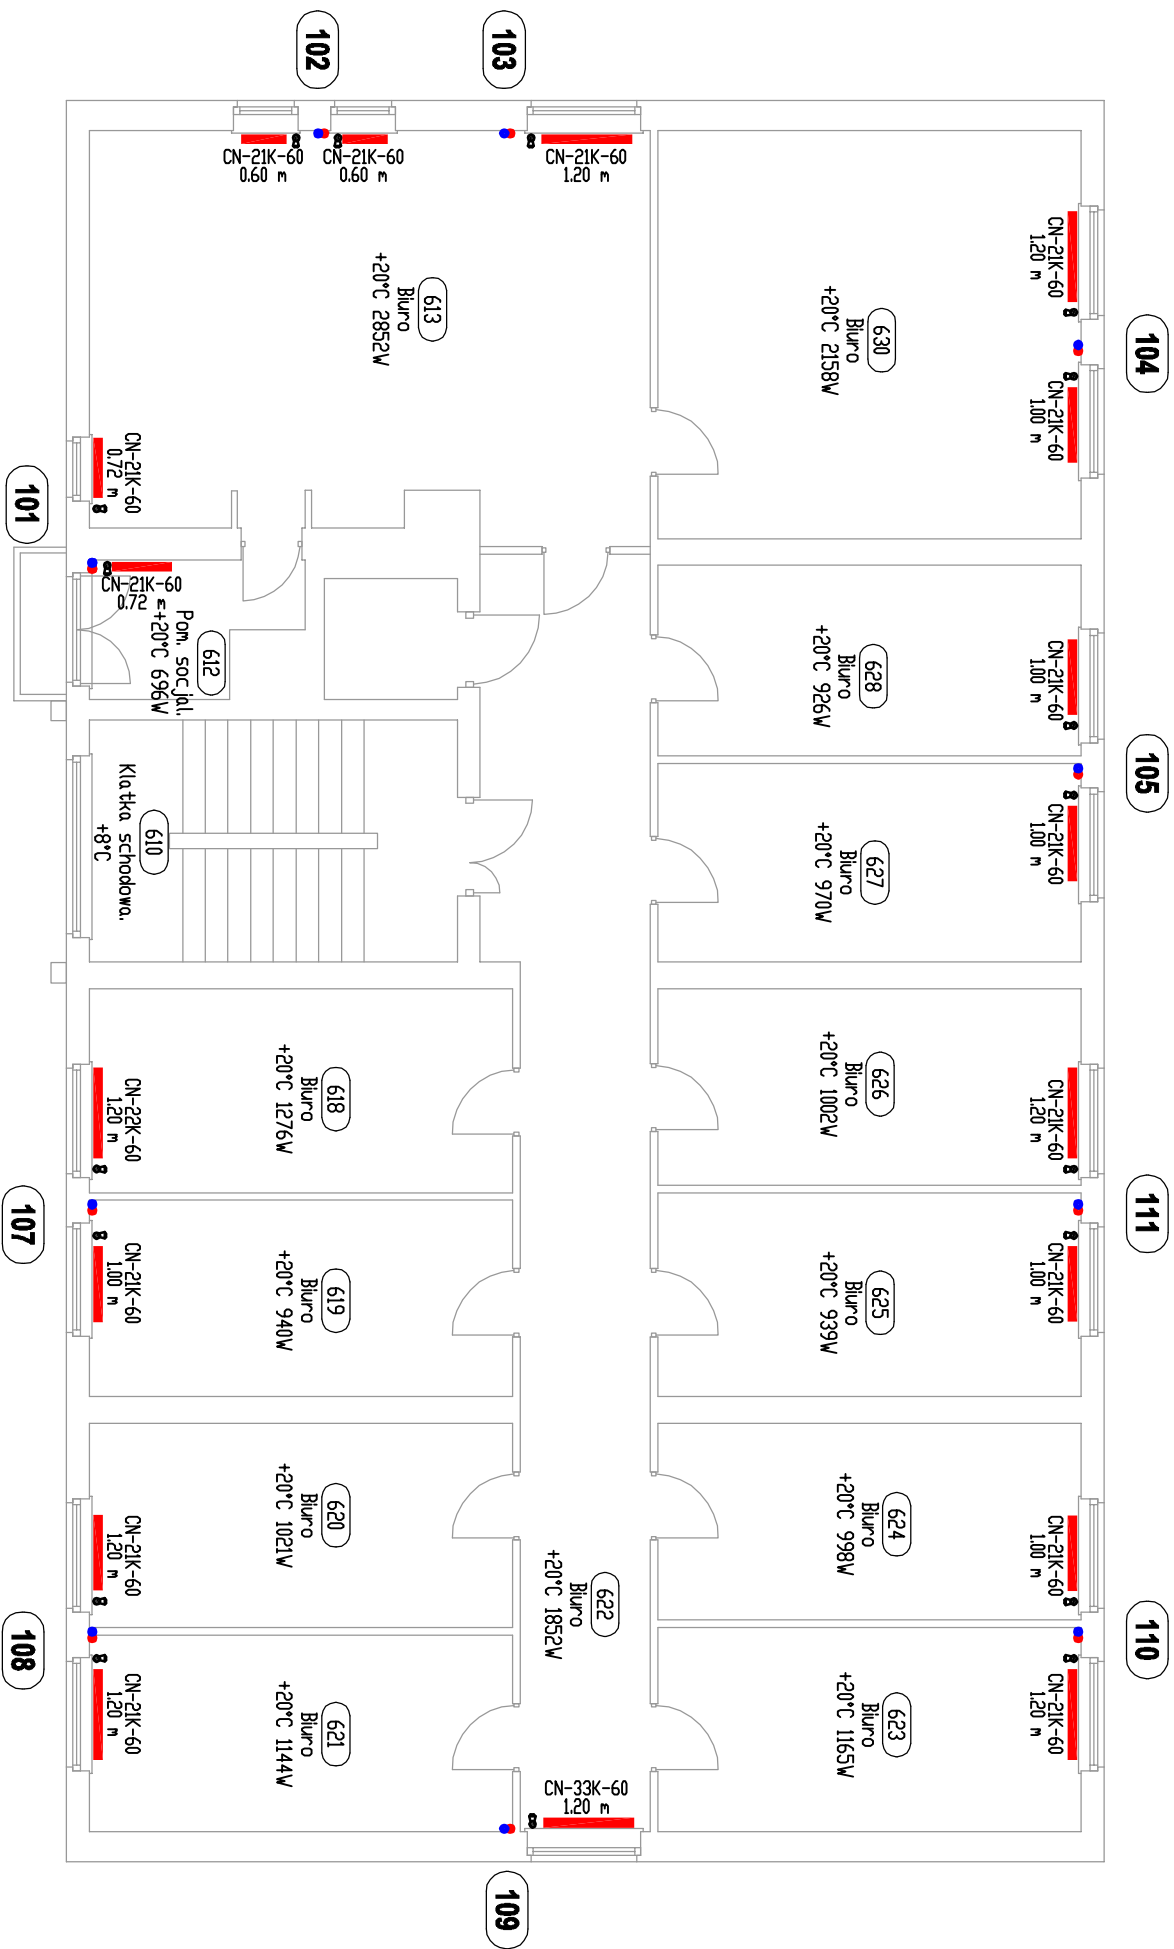 102
103
CN-21K-60
0.60 m
CN-21K-60
0.60 m
CN-21K-60
1.20 m
CN-21K-60
1.20 m
104
CN-21K-60
1.00 m
613
Biuro
+20°C 2852W
630
Biuro
+20°C 2158W
CN-21K-60
0.72 m
101
CN-21K-60
0.72 m
612
Pom. socjal.
+20°C 696W
628
Biuro
+20°C 926W
CN-21K-60
1.00 m
105
CN-21K-60
1.00 m
610
Klatka schodowa.
+8°C
627
Biuro
+20°C 970W
618
Biuro
+20°C 1276W
CN-22K-60
1.20 m
626
Biuro
+20°C 1002W
CN-21K-60
1.20 m
107
111
CN-21K-60
1.00 m
619
Biuro
+20°C 940W
625
Biuro
+20°C 939W
CN-21K-60
1.00 m
620
Biuro
+20°C 1021W
CN-21K-60
1.20 m
624
Biuro
+20°C 998W
CN-21K-60
1.00 m
622
Biuro
+20°C 1852W
108
110
CN-21K-60
1.20 m
621
Biuro
+20°C 1144W
623
Biuro
+20°C 1165W
CN-21K-60
1.20 m
CN-33K-60
1.20 m
109